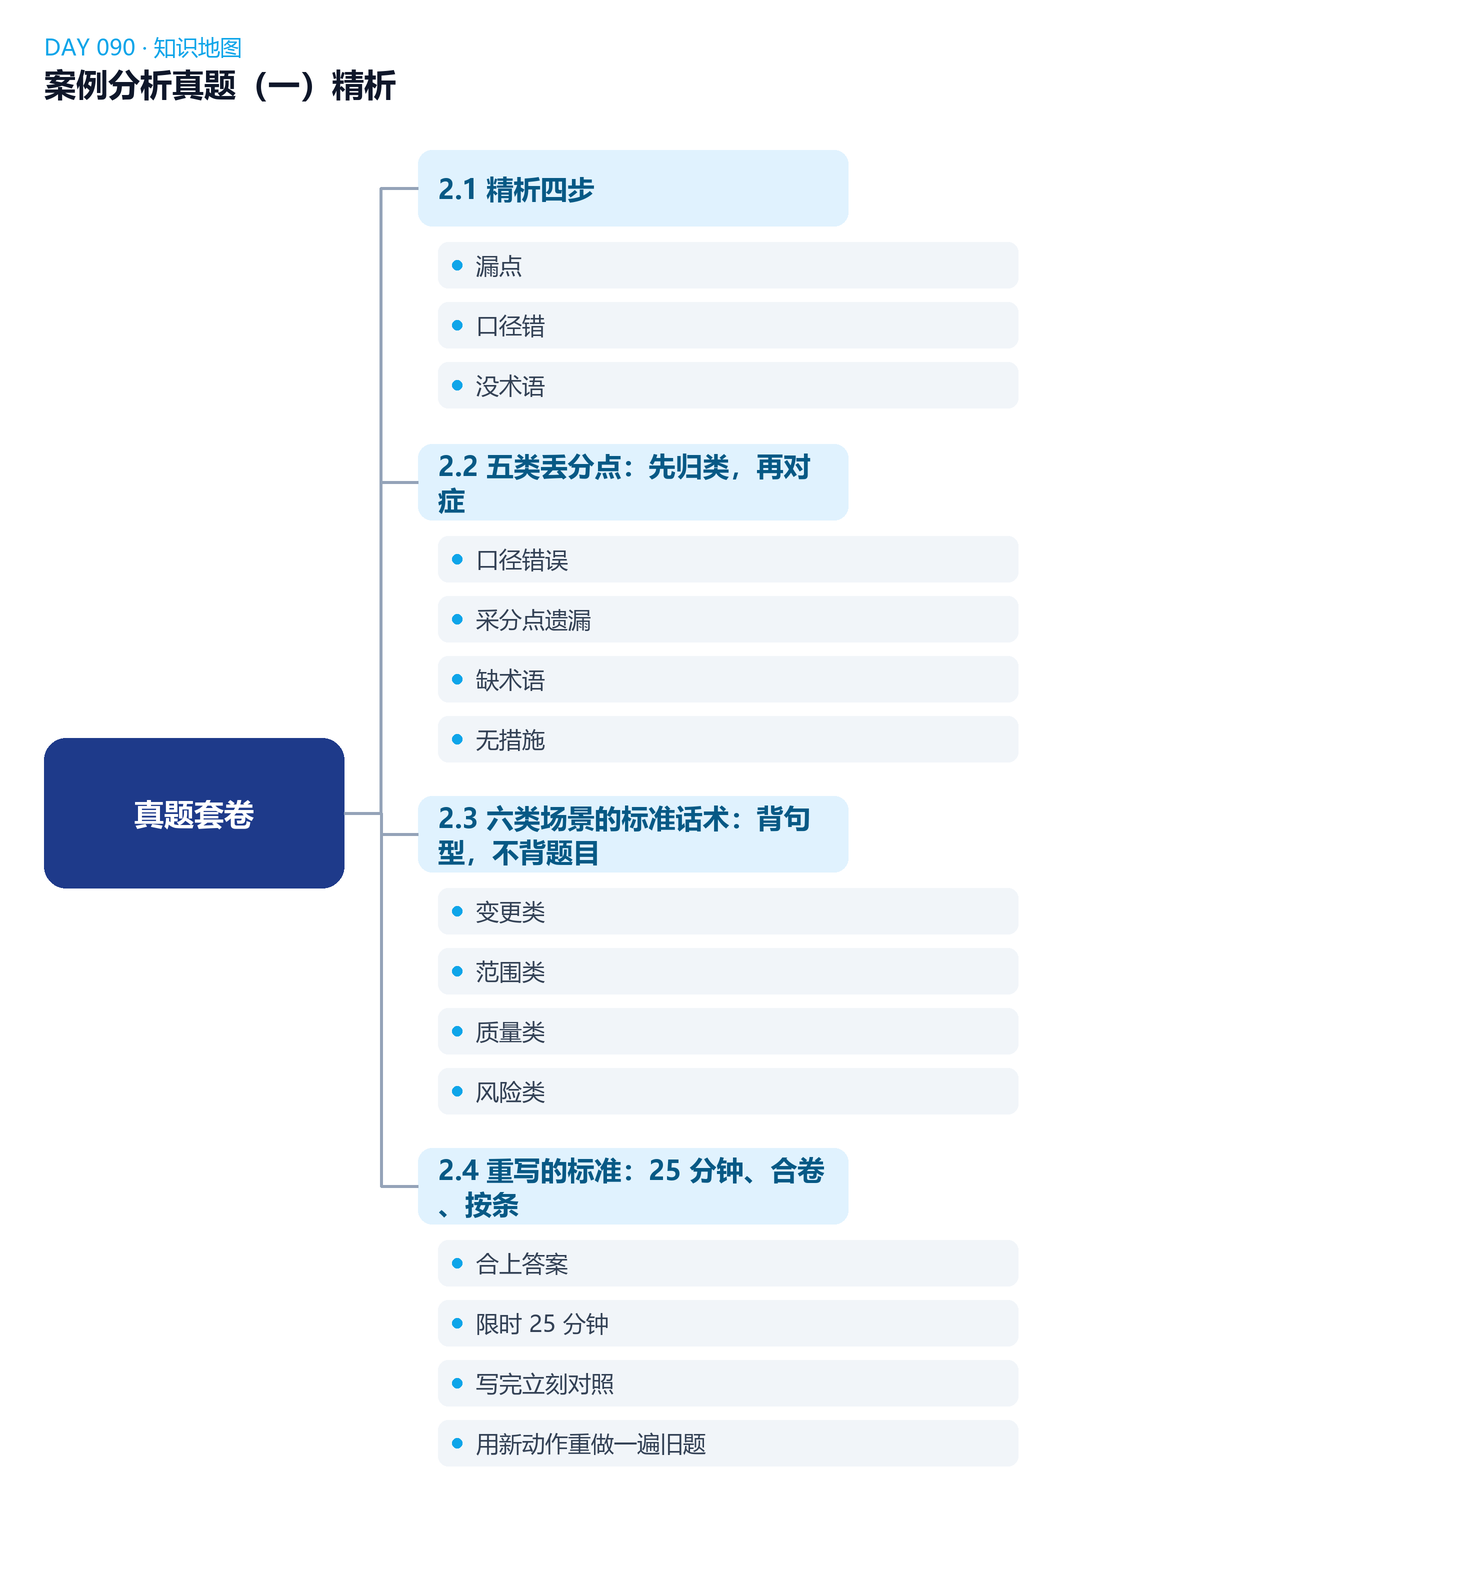 DAY 090 · 知识地图
案例分析真题（一）精析
2.1 精析四步
漏点
口径错
没术语
2.2 五类丢分点：先归类，再对
症
口径错误
采分点遗漏
缺术语
无措施
真题套卷
2.3 六类场景的标准话术：背句
型，不背题目
变更类
范围类
质量类
风险类
2.4 重写的标准：25 分钟、合卷
、按条
合上答案
限时 25 分钟
写完立刻对照
用新动作重做一遍旧题